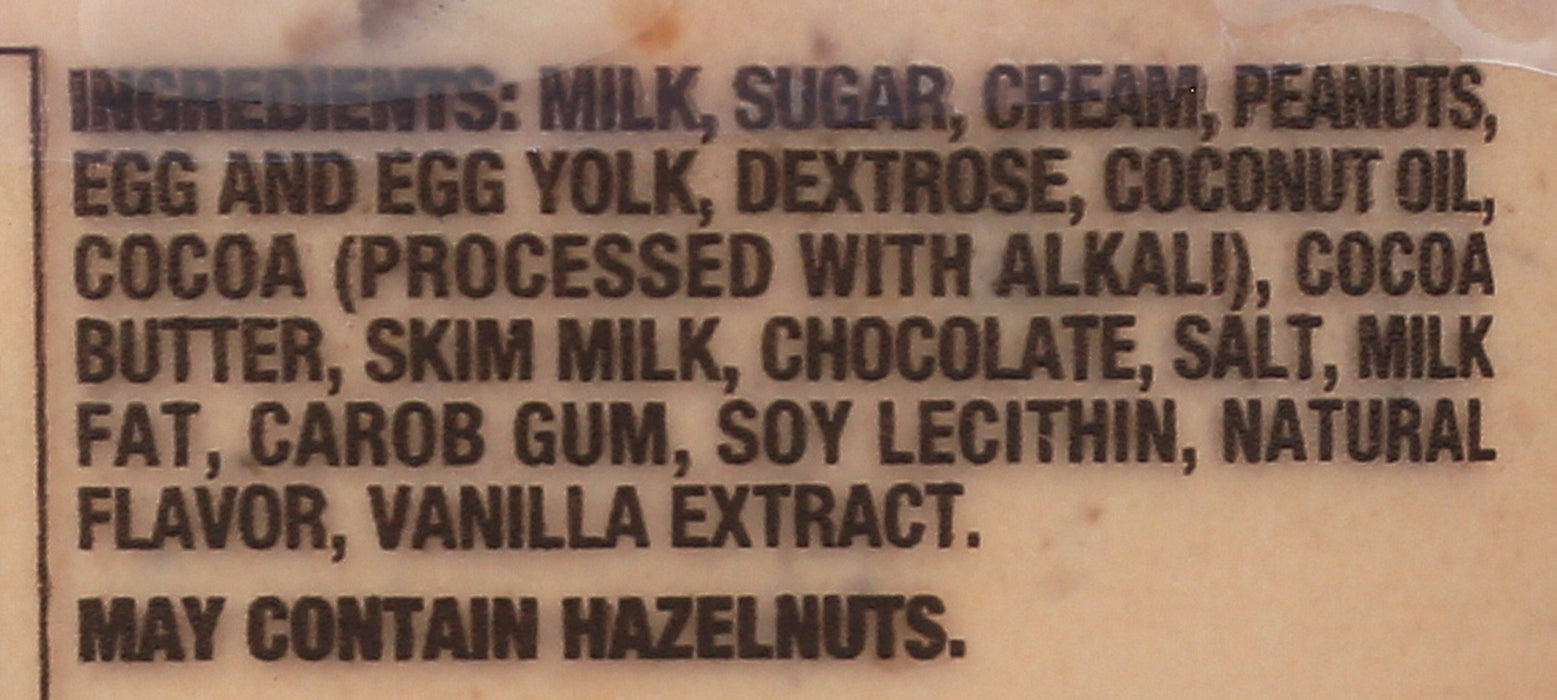 INGREDIENTS: MILK, SUGAR, CREAM, PEANUTS,
EGG AND EGG YOLK, DEXTROSE, COCONUT OIL,
COCOA (PROCESSED WITH ALKALI), COCOA
BUTTER, SKIM MILK, CHOCOLATE, SALT, MILK
FAT, CAROB GUM, SOY LECITHIN, NATURAL
FLAVOR, VANILLA EXTRACT.
MAY CONTAIN HAZELNUTS.